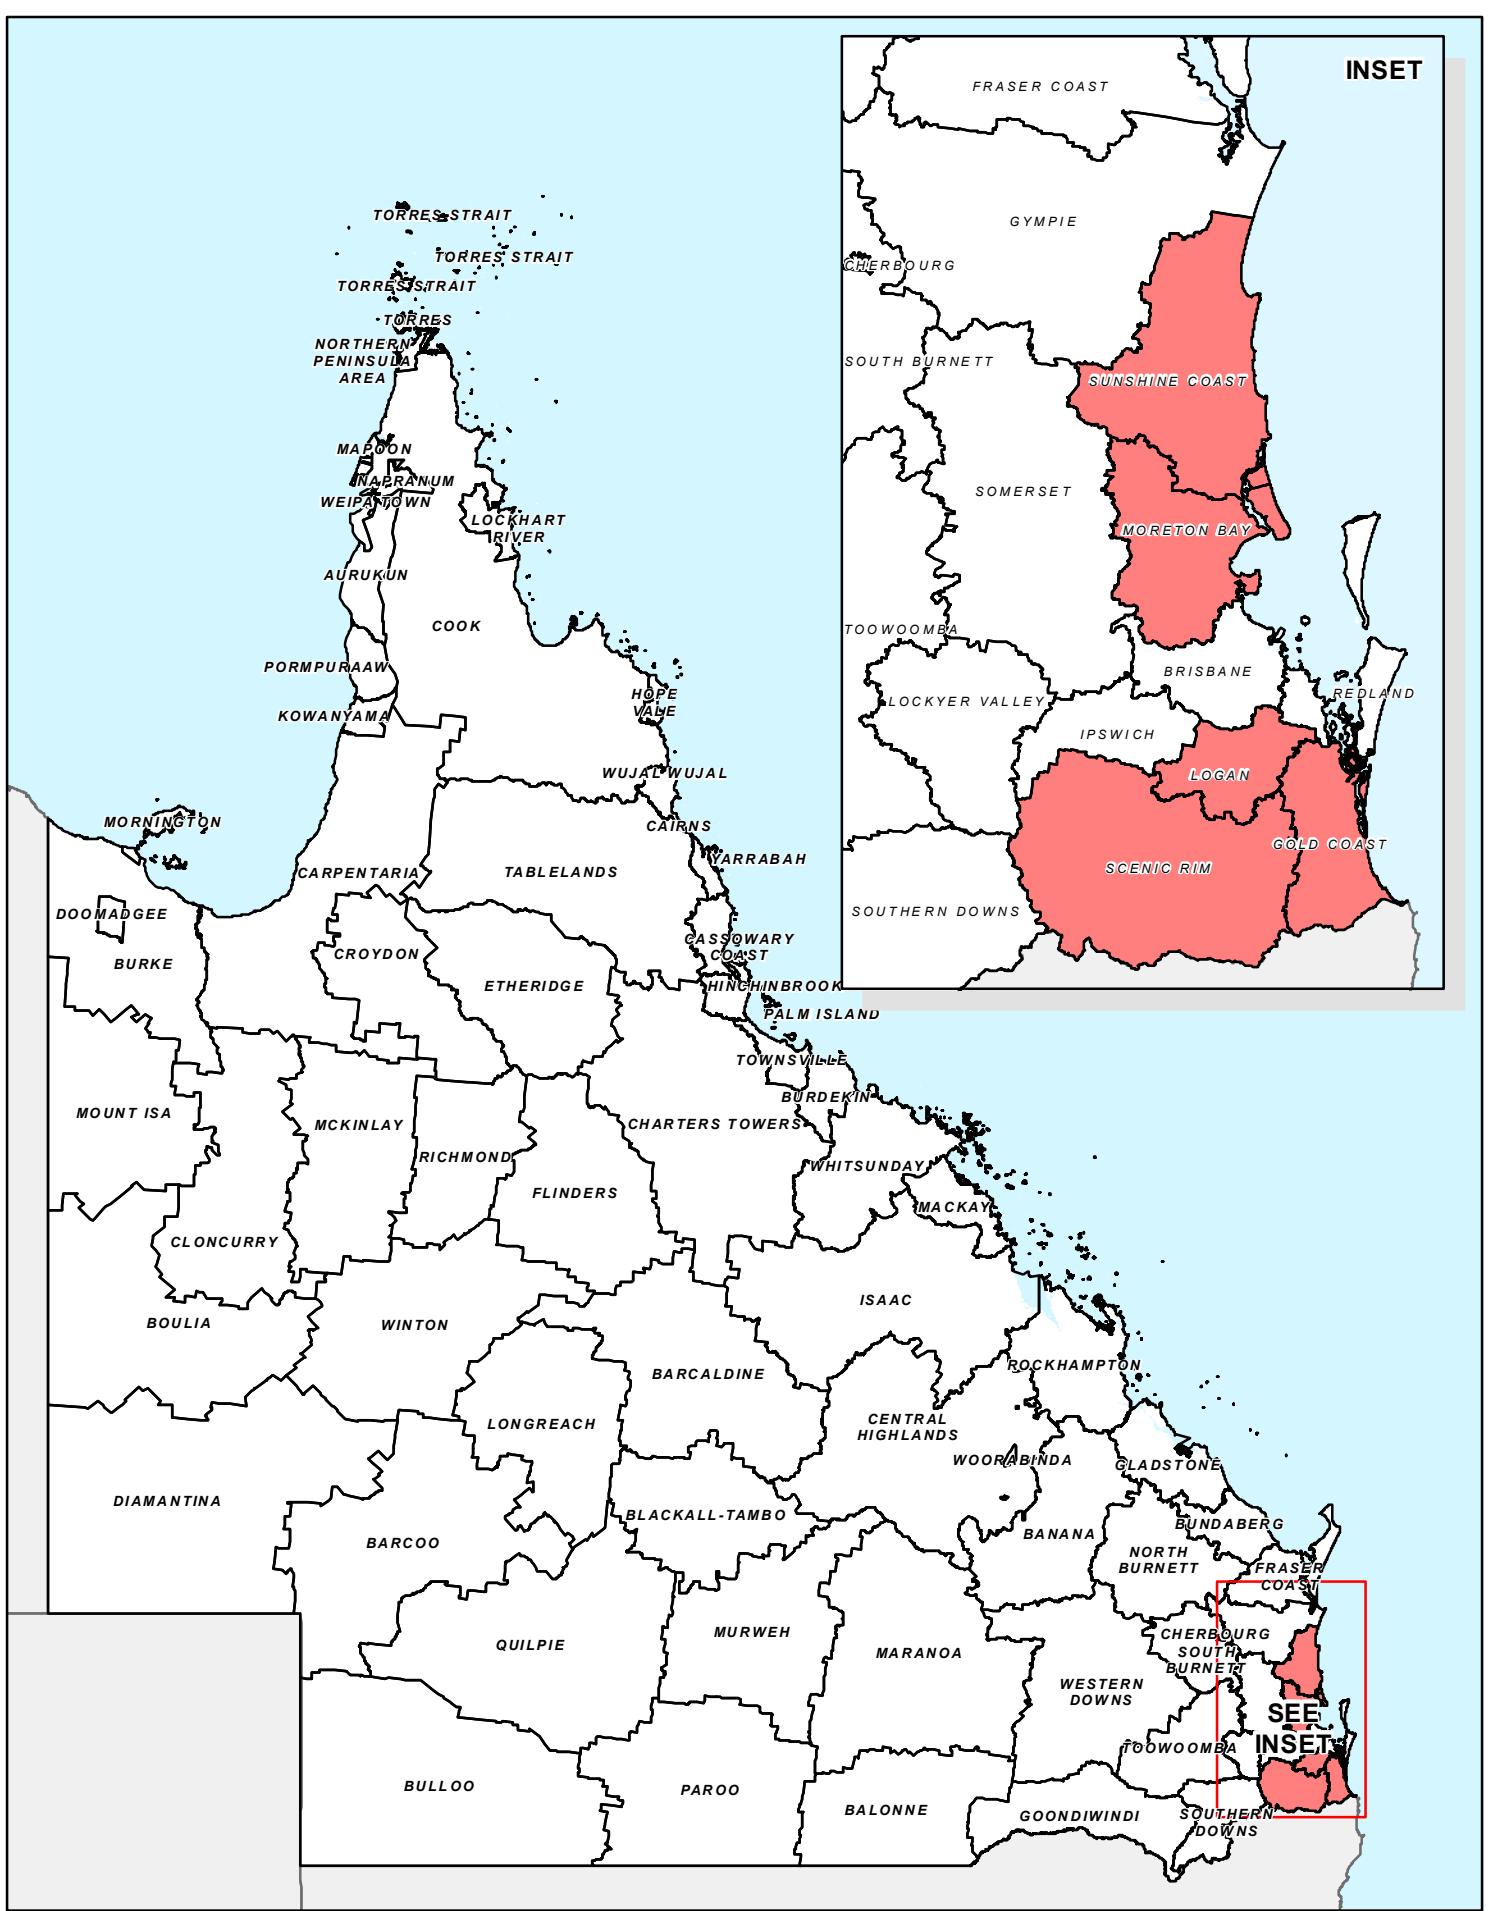 INSET
FRASER COAST
GYMPIE
CHERBOURG
SOUTH BURNETT
SUNSHINE COAST
SOMERSET
MORETON BAY
TOOWOOMBA
BRISBANE
LOCKYER VALLEY
REDLAND
IPSWICH
LOGAN
GOLD COAST
SCENIC RIM
SOUTHERN DOWNS
TORRES STRAIT
TORRES STRAIT
TORRES STRAIT
TORRES
NORTHERN
PENINSULA
AREA
MAPOON
NAPRANUM
WEIPA TOWN
LOCKHART
RIVER
AURUKUN
COOK
PORMPURAAW
HOPE
VALE
KOWANYAMA
WUJAL WUJAL
MORNINGTON
CAIRNS
YARRABAH
CARPENTARIA
TABLELANDS
DOOMADGEE
BURKE
CROYDON
CASSOWARY
COAST
ETHERIDGE
HINCHINBROOK
PALM ISLAND
TOWNSVILLE
BURDEKIN
MOUNT ISA
MCKINLAY
CHARTERS TOWERS
RICHMOND
WHITSUNDAY
FLINDERS
MACKAY
CLONCURRY
ISAAC
BOULIA
WINTON
ROCKHAMPTON
BARCALDINE
LONGREACH
CENTRAL
HIGHLANDS
WOORABINDA
GLADSTONE
DIAMANTINA
BLACKALL-TAMBO
BUNDABERG
BARCOO
BANANA
NORTH
BURNETT
FRASER
COAST
QUILPIE
MURWEH
MARANOA
CHERBOURG
SOUTH
BURNETT
WESTERN
DOWNS
SEE
INSET
TOOWOOMBA
BULLOO
PAROO
BALONNE
GOONDIWINDI
SOUTHERN
DOWNS